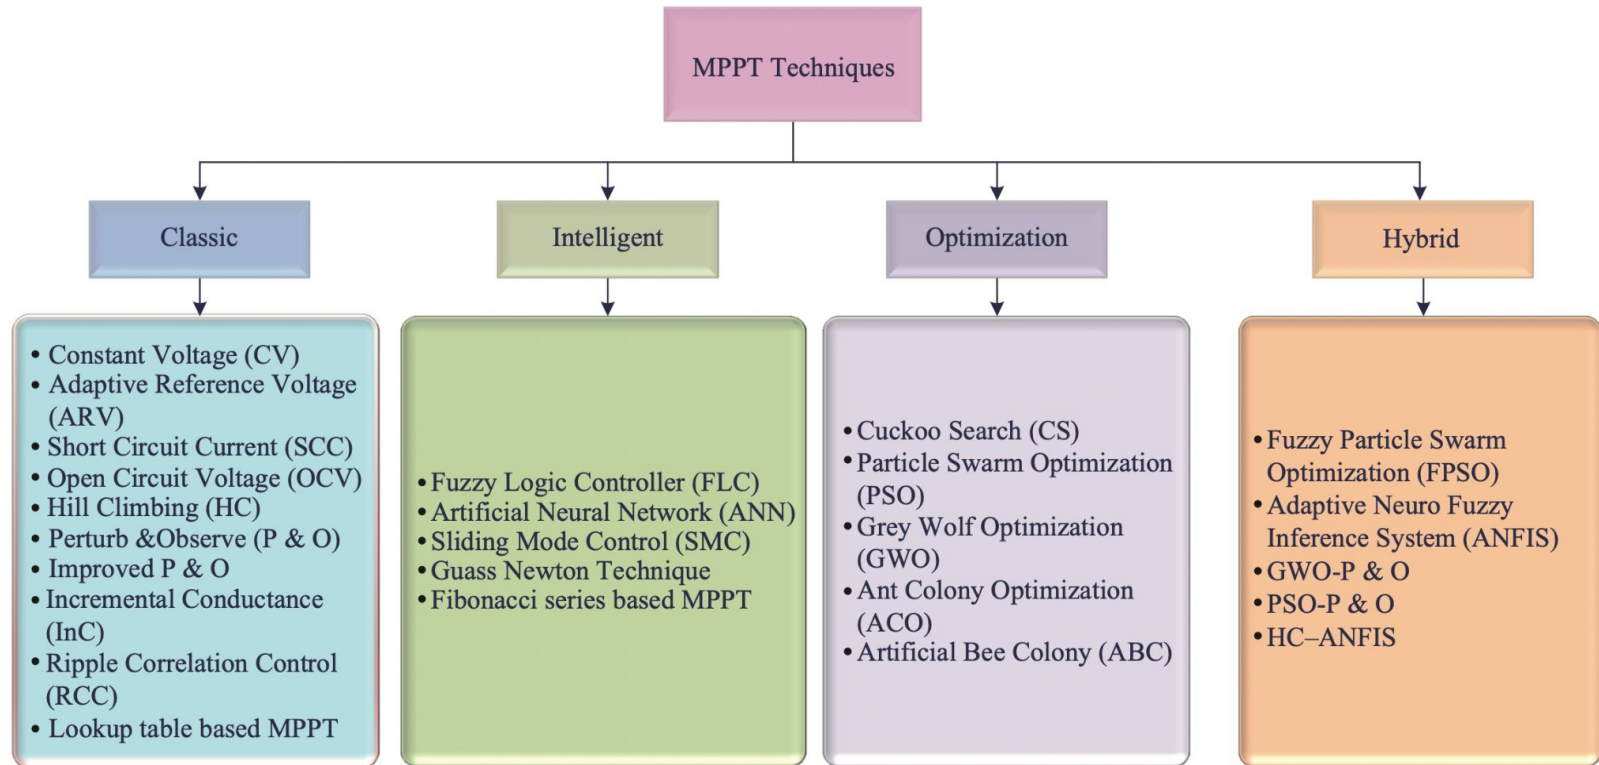 MPPT Techniques
Classic
Intelligent
Optimization
Hybrid
• Constant Voltage (CV)
• Adaptive Reference Voltage
(ARV)
• Short Circuit Current (SCC)
• Open Circuit Voltage (OCV)
• Hill Climbing (HC)
• Perturb &Observe (P & O)
• Improved P & O
• Incremental Conductance
(InC)
• Ripple Correlation Control
(RCC)
• Lookup table based MPPT
• Fuzzy Logic Controller (FLC)
• Artificial Neural Network (ANN)
• Sliding Mode Control (SMC)
• Guass Newton Technique
• Fibonacci series based MPPT
• Cuckoo Search (CS)
• Particle Swarm Optimization
(PSO)
• Grey Wolf Optimization
(GWO)
• Ant Colony Optimization
(ACO)
• Artificial Bee Colony (ABC)
• Fuzzy Particle Swarm
Optimization (FPSO)
• Adaptive Neuro Fuzzy
Inference System (ANFIS)
• GWO-P & O
• PSO-P & O
• HC–ANFIS